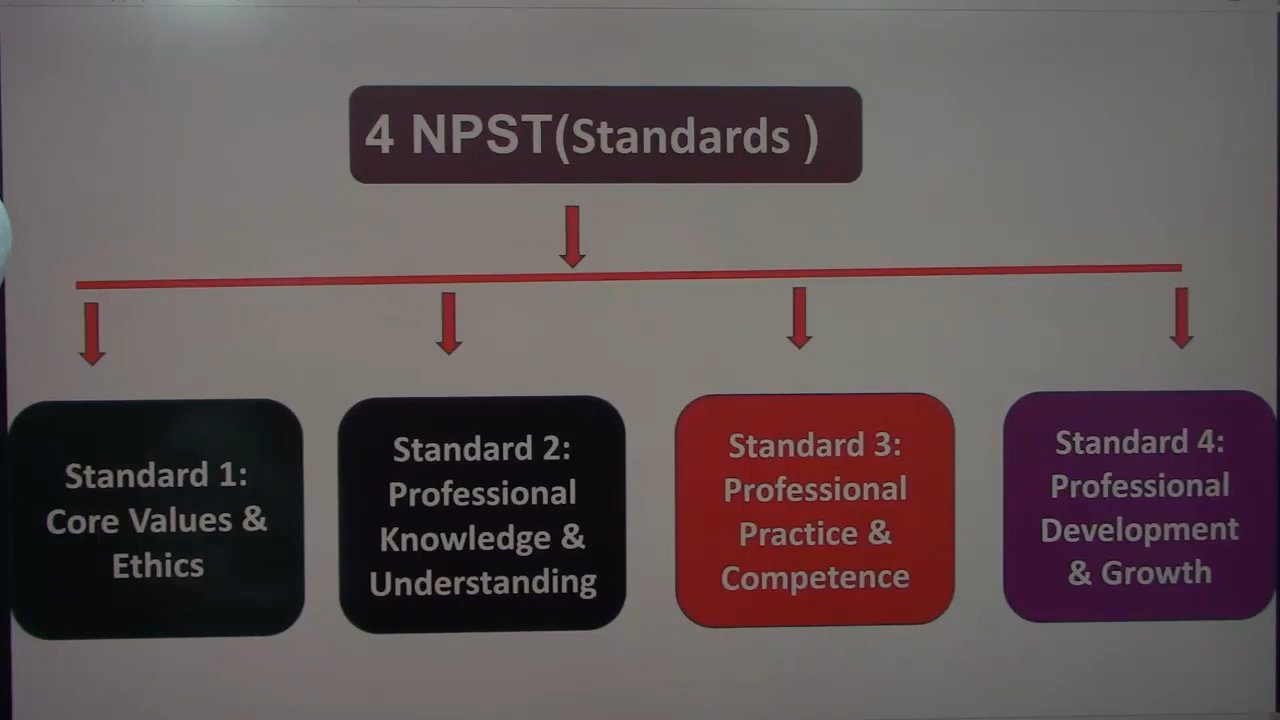 4 NPST(Standards )
Standard 1:
Core Values &
Ethics
Standard 2:
Professional
Knowledge &
Understanding
Standard 3:
Professional
Practice &
Competence
Standard 4:
Professional
Development
& Growth